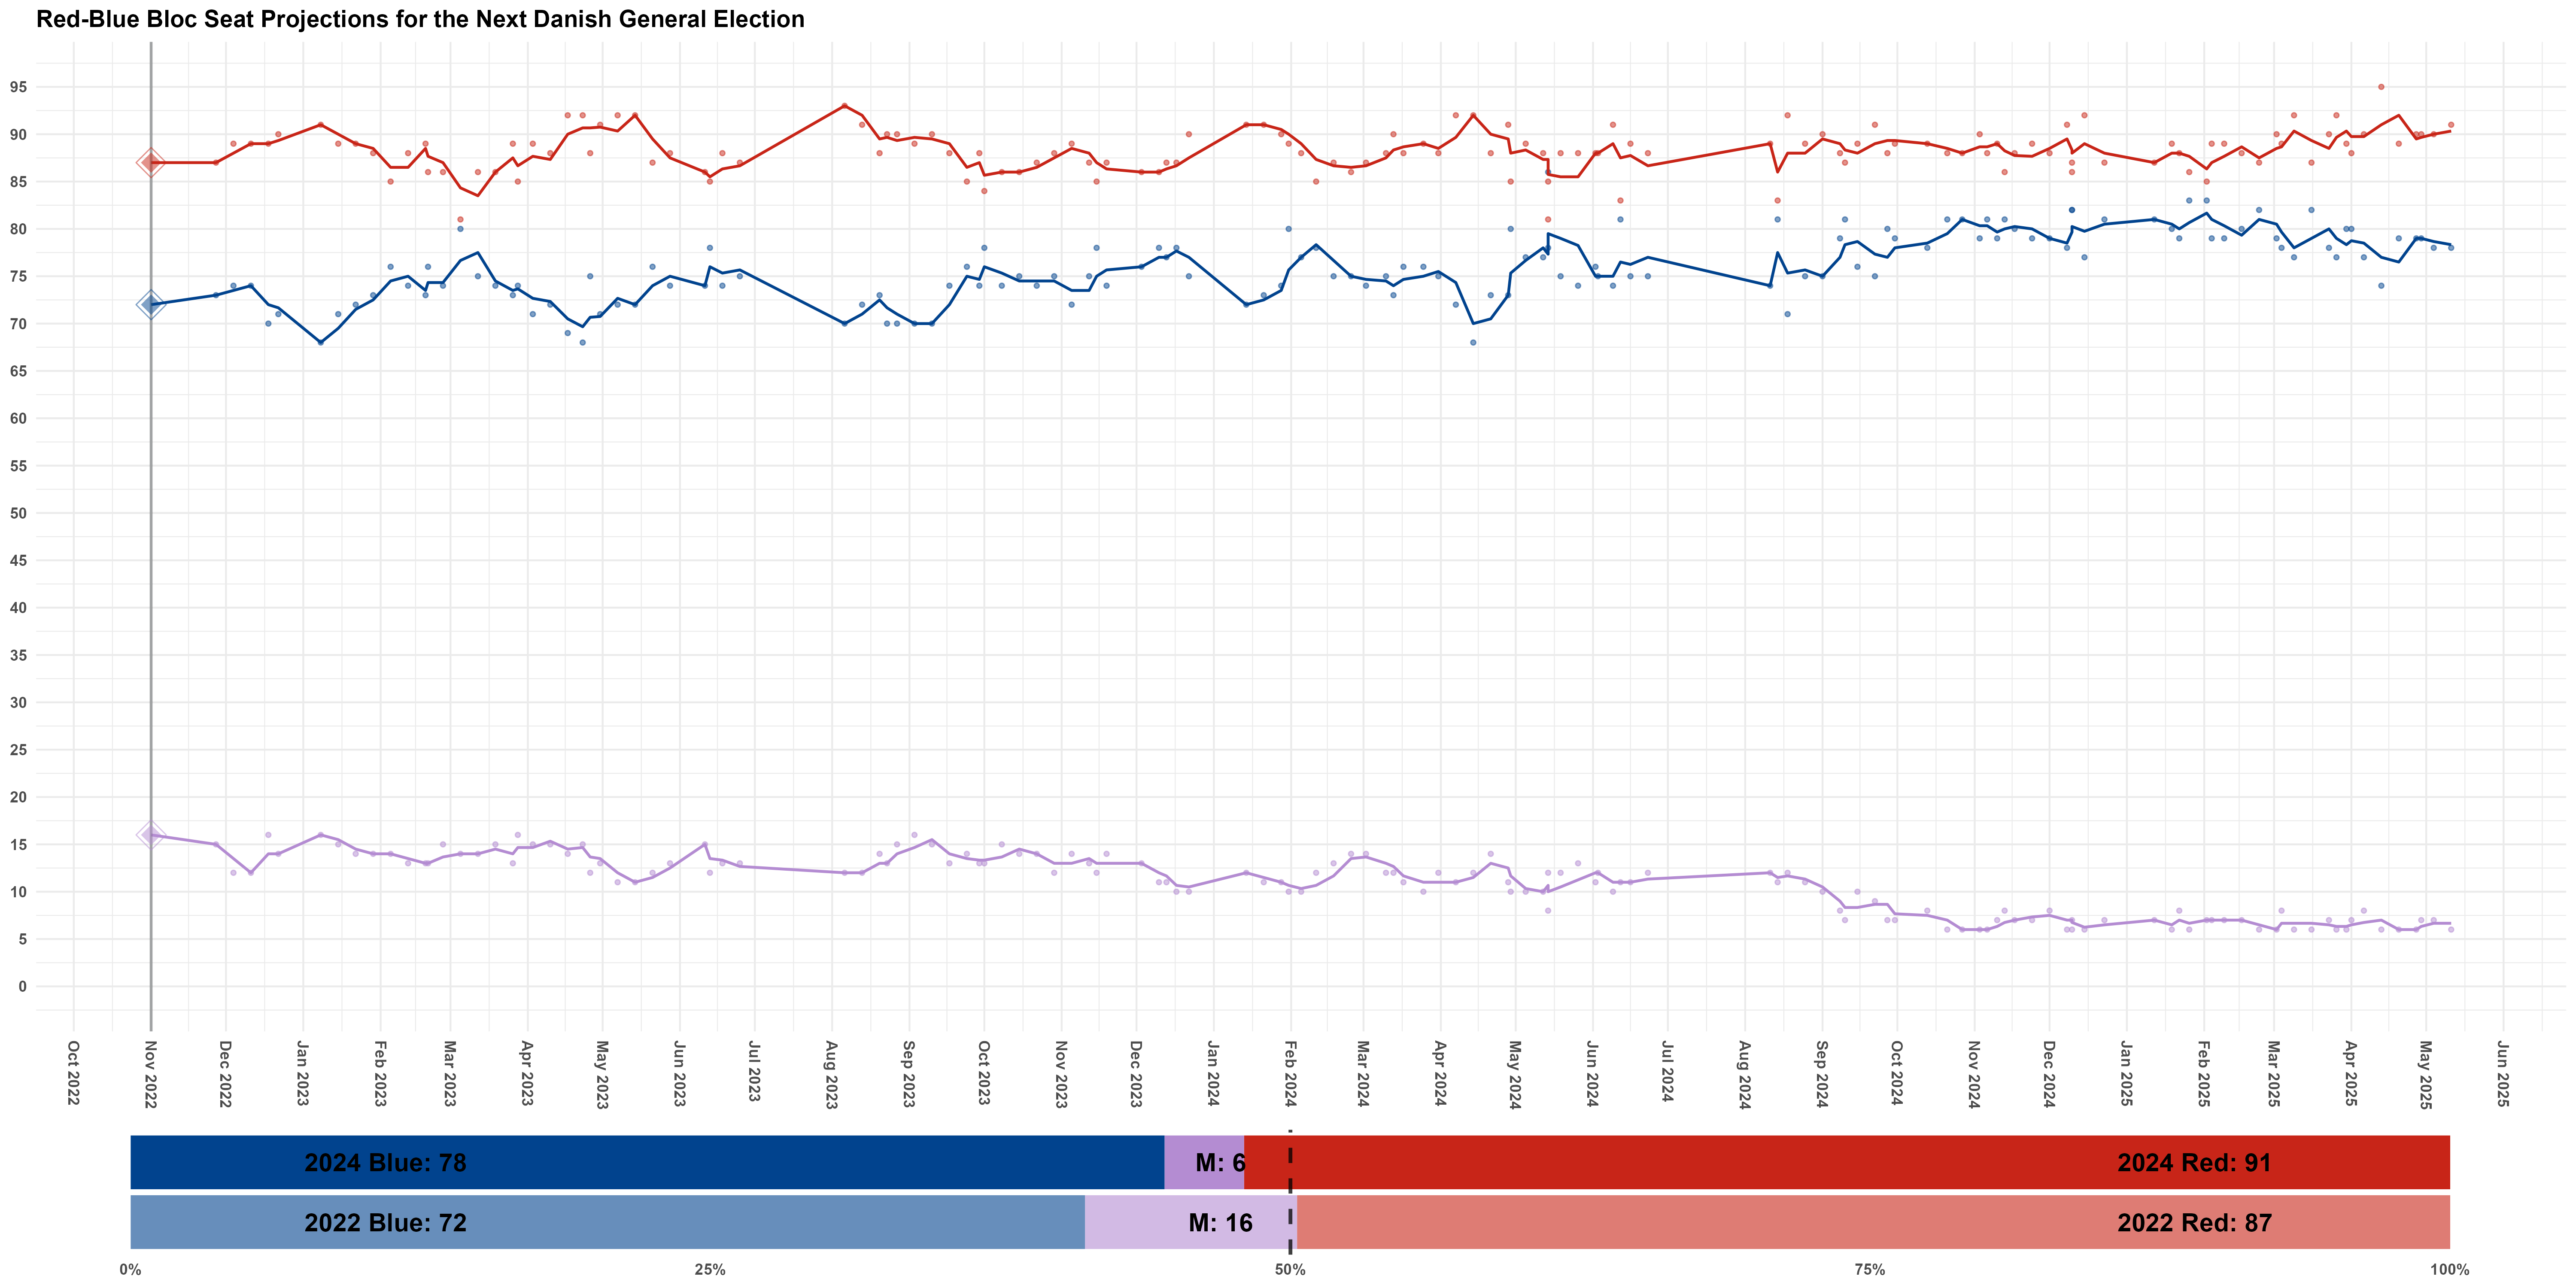 Red-Blue Bloc Seat Projections for the Next Danish General Election
95
90
85
80
75
70
65
60
55
50
45
40
35
30
25
20
15
10
5
0
Oct 2022
Nov 2022
Dec 2022
Jan 2023
Feb 2023
Mar 2023
Apr 2023
May 2023
Jun 2023
Jul 2023
Aug 2023
Sep 2023
Oct 2023
Nov 2023
Dec 2023
Jan 2024
Feb 2024
Mar 2024
Apr 2024
May 2024
Jun 2024
Jul 2024
Aug 2024
Sep 2024
Oct 2024
Nov 2024
Dec 2024
Jan 2025
Feb 2025
Mar 2025
Apr 2025
May 2025
Jun 2025
2024 Blue: 78 M: 6 2024 Red: 91
2022 Blue: 72 M: 16 2022 Red: 87
0% 25% 50% 75% 100%